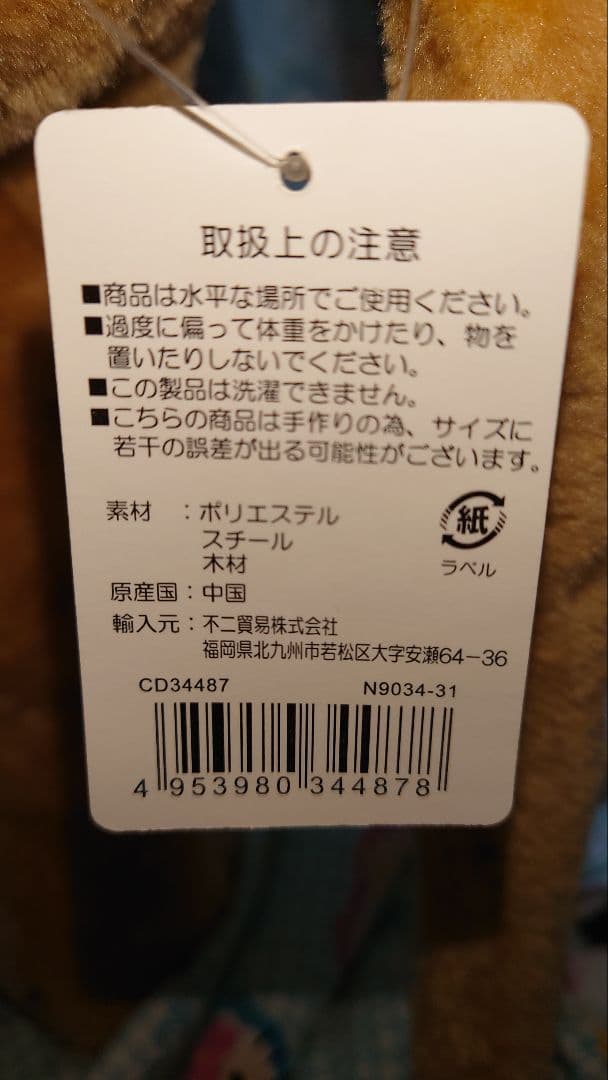 取扱上の注意
■商品は水平な場所でご使用ください。
■過度に偏って体重をかけたり、物を
置いたりしないでください。
■この製品は洗濯できません。
■こちらの商品は手作りの為、サイズに
若干の誤差が出る可能性がございます。
素材 :ポリエステル
スチール
木材
紙
ラベル
原産国:中国
輸入元:不二貿易株式会社
福岡県北九州市若松区大字安瀬64-36
CD34487 N9034-31
4 953980 344878